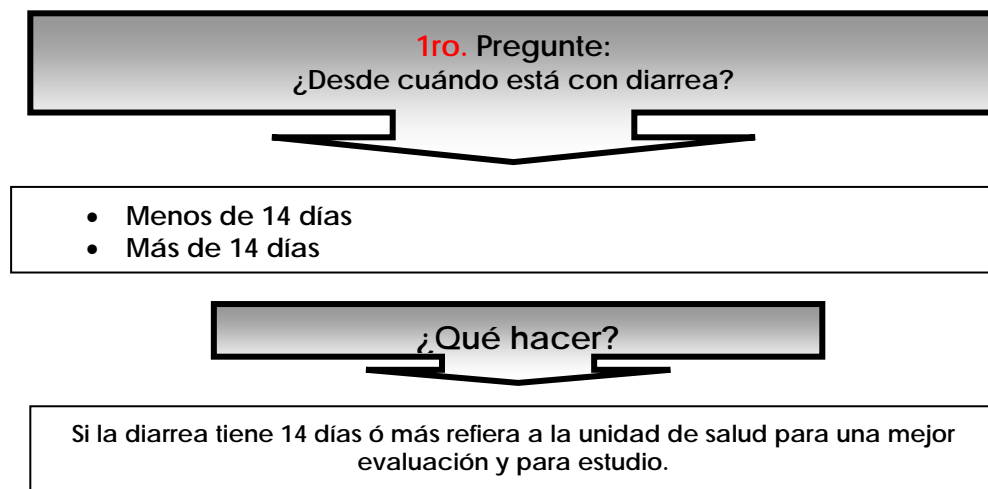 1ro. Pregunte:
¿Desde cuándo está con diarrea?
• Menos de 14 días
• Más de 14 días
¿Qué hacer?
Si la diarrea tiene 14 días ó más refiera a la unidad de salud para una mejor
evaluación y para estudio.